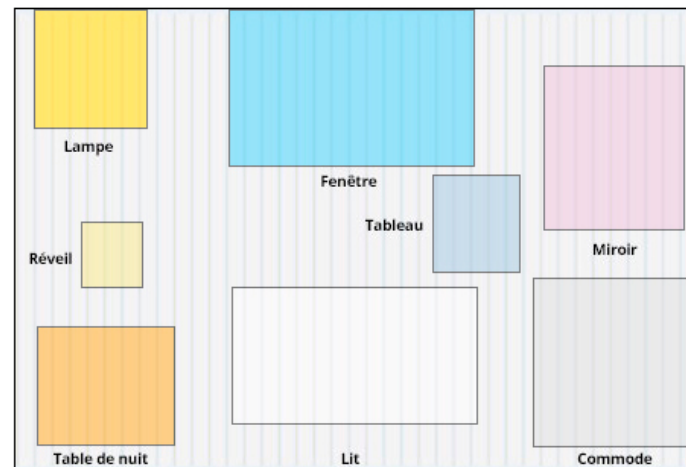 Lampe
Fenêtre
Tableau
Miroir
Réveil
Table de nuit
Lit
Commode